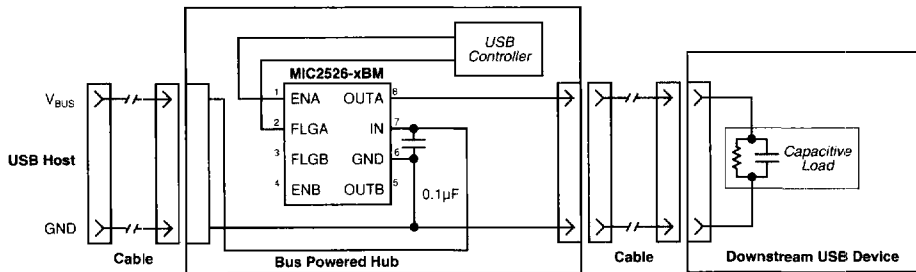 USB
Controller
MIC2526-xBM
1 ENA OUTA 8
2 FLGA IN 7
3 FLGB GND 6
4 ENB OUTB 5
0.1µF
VBUS
USB Host
GND
Cable
Bus Powered Hub
Cable
Capacitive
Load
Downstream USB Device